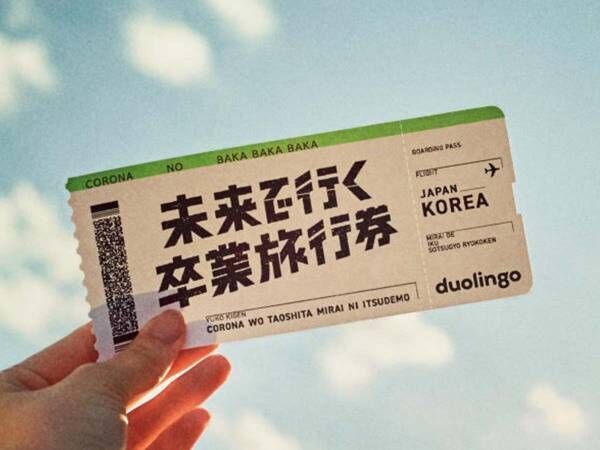 CORONA NO BAKA BAKA BAKA
未来で行く
卒業旅行券
YUKO KIGEN
CORONA WO TAOSHITA MIRAI NI ITSUDEMO
BOARDING PASS
FLIGHT
JAPAN
KOREA
MIRAI DE
IKU
SOTSUGYO RYOKOKEN
duolingo